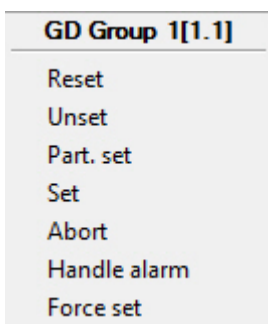 GD Group 1[1.1]
Reset
Unset
Part. set
Set
Abort
Handle alarm
Force set